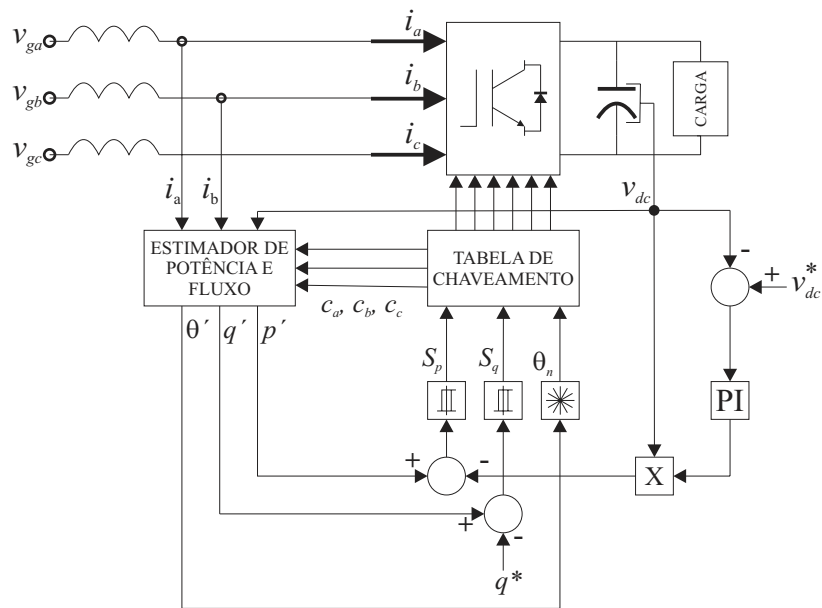 v_ga
i_a
v_gb
i_b
v_gc
i_c
CARGA
i_a
i_b
v_dc
ESTIMADOR DE
POTÊNCIA E
FLUXO
TABELA DE
CHAVEAMENTO
-
+
v*_dc
c_a, c_b, c_c
θ´ q´ p´
S_p
S_q
θ_n
PI
+
-
X
+
-
q*